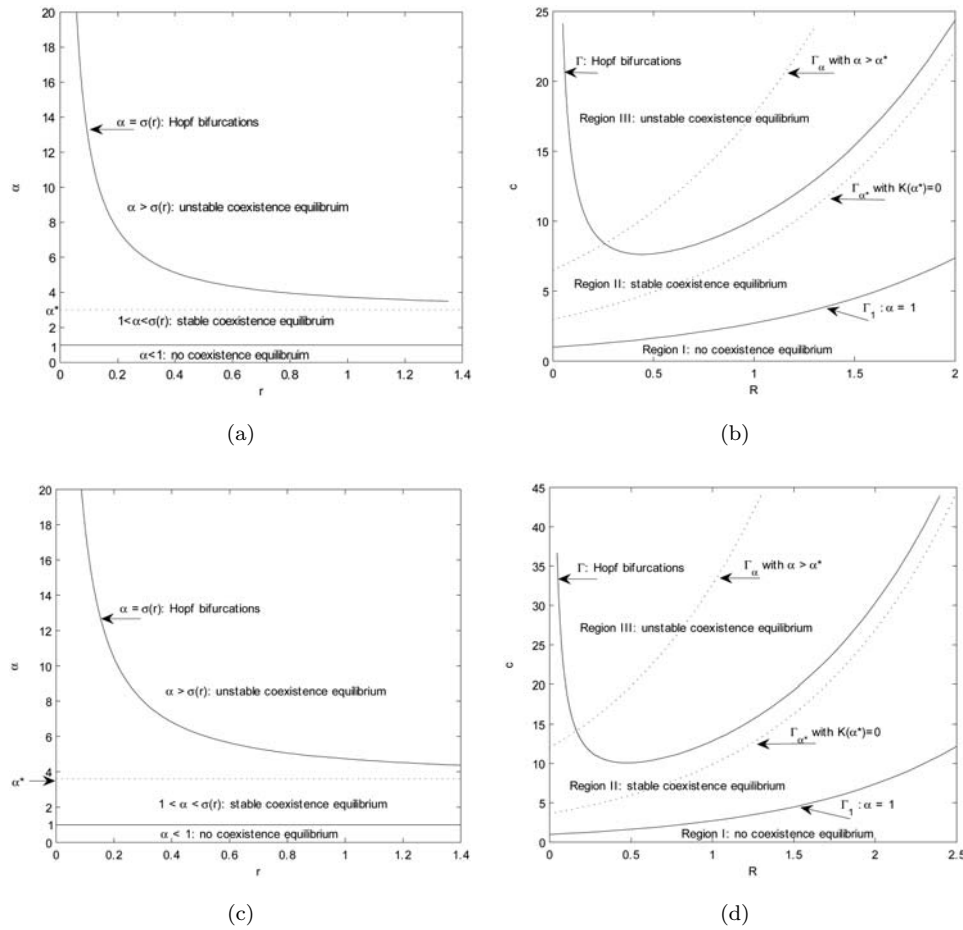 20
18
16
14
12
10
8
6
4
α*
2
1
0
α
α = σ(r): Hopf bifurcations
α > σ(r): unstable coexistence equilibruim
1<α<σ(r): stable coexistence equilibruim
α<1: no coexistence equilibruim
0 0.2 0.4 0.6 0.8 1 1.2 1.4
r
(a)
25
20
15
10
5
0
c
Γ: Hopf bifurcations
Γα with α > α*
Region III: unstable coexistence equilibrium
Γα* with K(α*)=0
Region II: stable coexistence equilibrium
Γ1 : α = 1
Region I: no coexistence equilibrium
0 0.5 1 1.5 2
R
(b)
20
18
16
14
12
10
8
6
4
α*
2
1
0
α
α = σ(r): Hopf bifurcations
α > σ(r): unstable coexistence equilibrium
1 < α < σ(r): stable coexistence equilibrium
α < 1: no coexistence equilibrium
0 0.2 0.4 0.6 0.8 1 1.2 1.4
r
(c)
45
40
35
30
25
20
15
10
5
0
c
Γ: Hopf bifurcations
Γα with α > α*
Region III: unstable coexistence equilibrium
Γα* with K(α*)=0
Region II: stable coexistence equilibrium
Γ1 : α = 1
Region I: no coexistence equilibrium
0 0.5 1 1.5 2 2.5
R
(d)